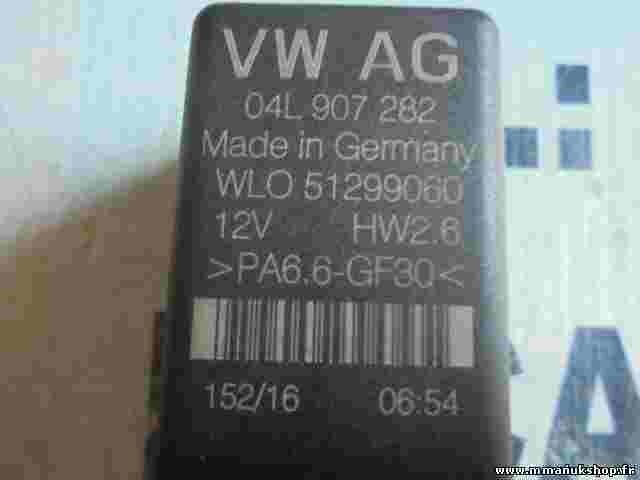 VW AG
04L 907 282
Made in Germany
WLO 51299060
12V HW2.6
>PA6.6-GF30<
152/16 06:54
www.mmanukshop.fr